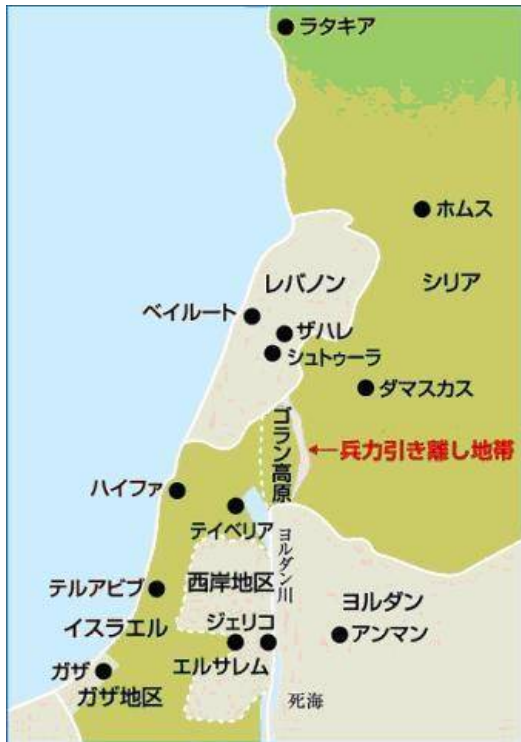 ラタキア
ホムス
レバノン
シリア
ベイルート
ザハレ
シュトゥーラ
ダマスカス
ゴラン高原
←兵力引き離し地帯
ハイファ
テイベリア
ヨルダン川
西岸地区
テルアビブ
ヨルダン
イスラエル
ジェリコ
アンマン
ガザ
エルサレム
ガザ地区
死海